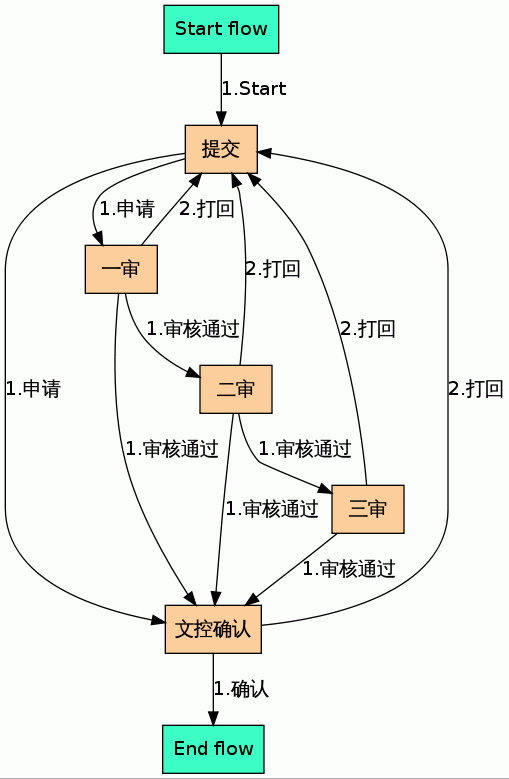 Start flow
1.Start
提交
1.申请
2.打回
一审
2.打回
1.审核通过
2.打回
二审
1.申请
2.打回
1.审核通过
1.审核通过
三审
1.审核通过
1.审核通过
文控确认
1.确认
End flow